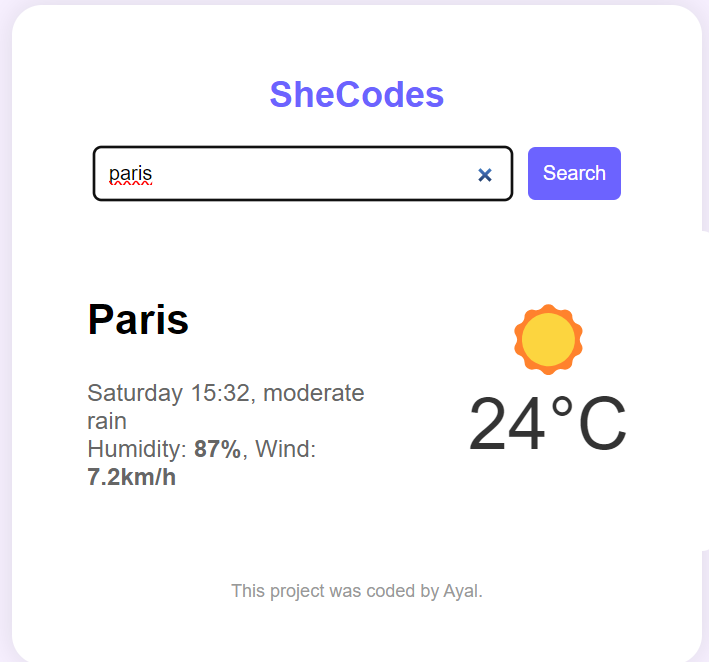 SheCodes
paris
Search
Paris
24°C
Saturday 15:32, moderate
rain
Humidity: 87%, Wind:
7.2km/h
This project was coded by Ayal.